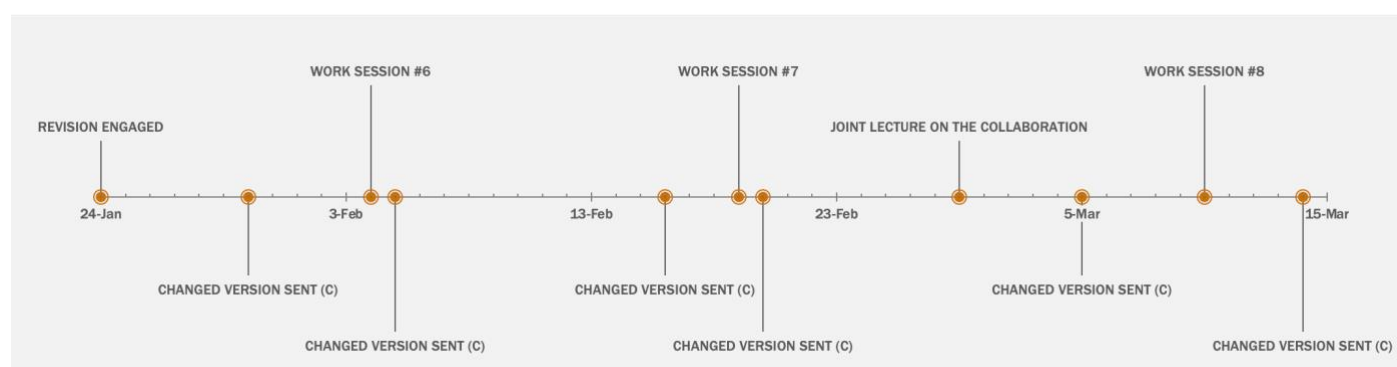 WORK SESSION #6
WORK SESSION #7
WORK SESSION #8
REVISION ENGAGED
JOINT LECTURE ON THE COLLABORATION
24-Jan
3-Feb
13-Feb
23-Feb
5-Mar
15-Mar
CHANGED VERSION SENT (C)
CHANGED VERSION SENT (C)
CHANGED VERSION SENT (C)
CHANGED VERSION SENT (C)
CHANGED VERSION SENT (C)
CHANGED VERSION SENT (C)